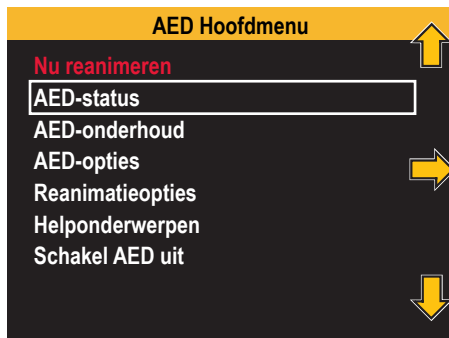 AED Hoofdmenu
Nu reanimeren
AED-status
AED-onderhoud
AED-opties
Reanimatieopties
Helponderwerpen
Schakel AED uit